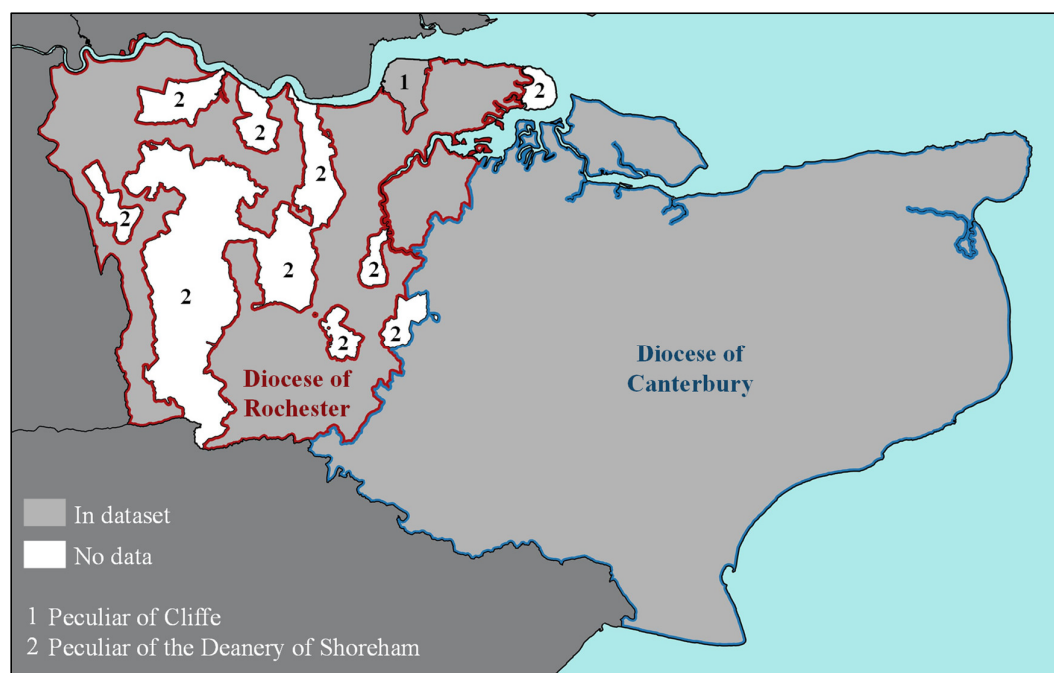 1
2
2
2
2
2
2
2
2
2
2
Diocese of
Rochester
Diocese of
Canterbury
In dataset
No data
1 Peculiar of Cliffe
2 Peculiar of the Deanery of Shoreham